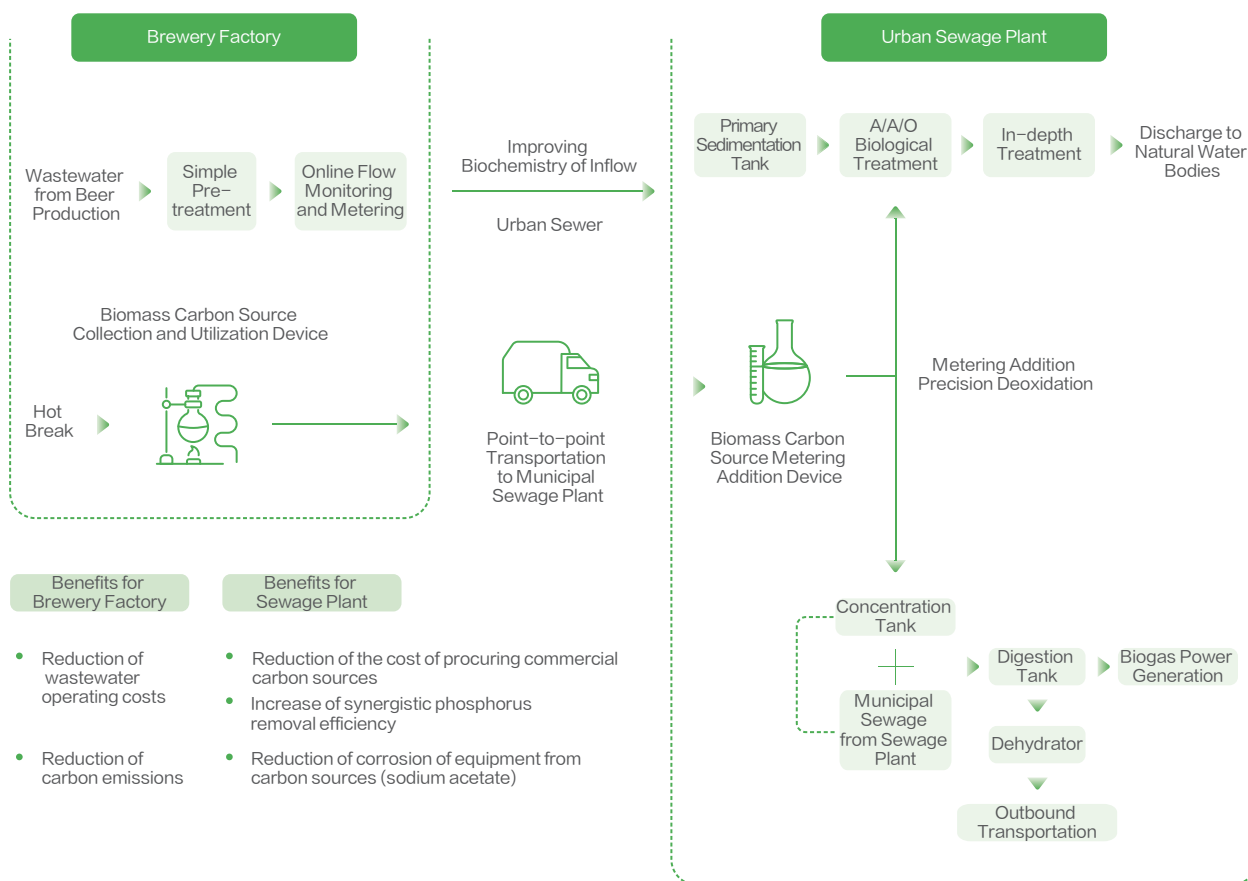 Brewery Factory
Wastewater
from Beer
Production
Simple
Pre-
treatment
Online Flow
Monitoring
and Metering
Biomass Carbon Source
Collection and Utilization Device
Hot
Break
Improving
Biochemistry of Inflow
Urban Sewer
Point-to-point
Transportation
to Municipal
Sewage Plant
Urban Sewage Plant
Primary
Sedimentation
Tank
A/A/O
Biological
Treatment
In-depth
Treatment
Discharge to
Natural Water
Bodies
Biomass Carbon
Source Metering
Addition Device
Metering Addition
Precision Deoxidation
Concentration
Tank
Municipal
Sewage
from Sewage
Plant
Digestion
Tank
Biogas Power
Generation
Dehydrator
Outbound
Transportation
Benefits for
Brewery Factory
• Reduction of
wastewater
operating costs
• Reduction of
carbon emissions
Benefits for
Sewage Plant
• Reduction of the cost of procuring commercial
carbon sources
• Increase of synergistic phosphorus
removal efficiency
• Reduction of corrosion of equipment from
carbon sources (sodium acetate)